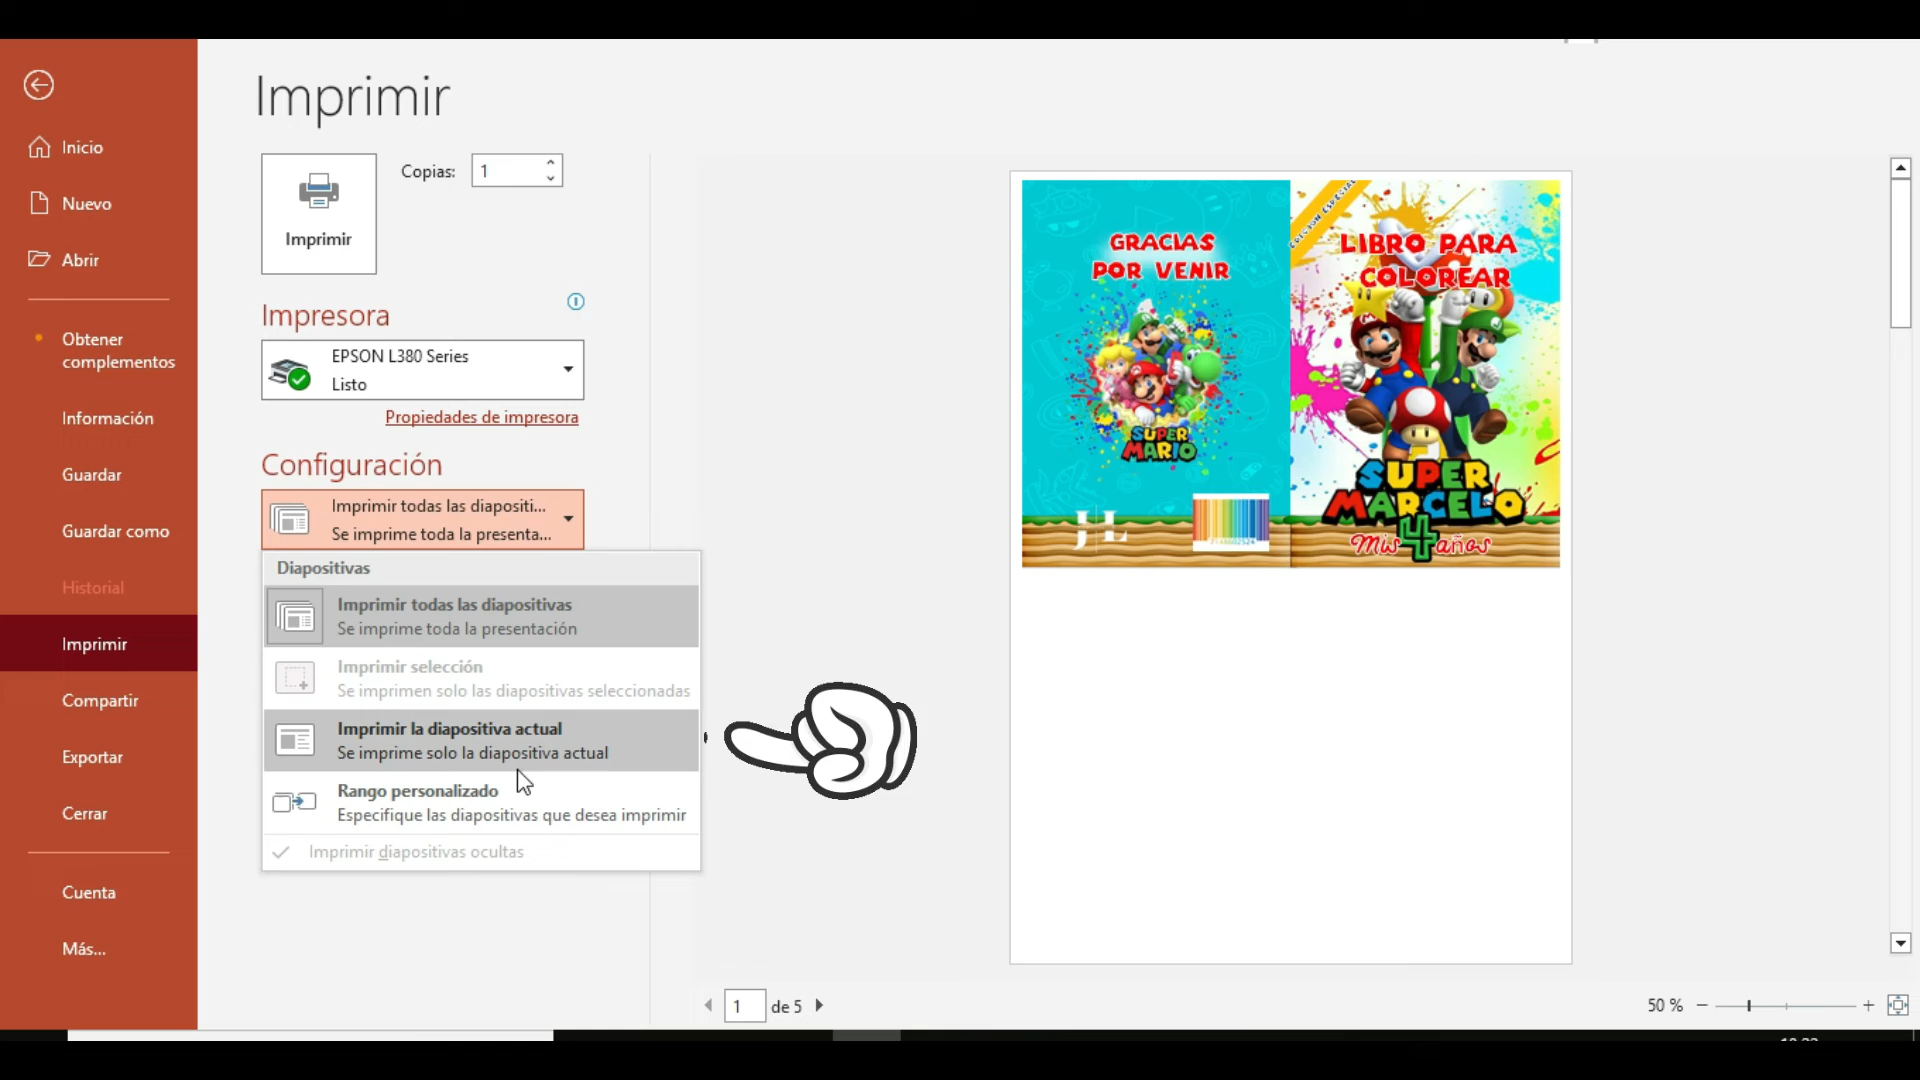 Imprimir
Inicio
Nuevo
Abrir
Obtener
complementos
Información
Guardar
Guardar como
Historial
Imprimir
Compartir
Exportar
Cerrar
Cuenta
Más...
Imprimir
Copias: 1
Impresora
EPSON L380 Series
Listo
Propiedades de impresora
Configuración
Imprimir todas las diapositi...
Se imprime toda la presenta...
Diapositivas
Imprimir todas las diapositivas
Se imprime toda la presentación
Imprimir selección
Se imprimen solo las diapositivas seleccionadas
Imprimir la diapositiva actual
Se imprime solo la diapositiva actual
Rango personalizado
Especifique las diapositivas que desea imprimir
Imprimir diapositivas ocultas
GRACIAS
POR VENIR
SUPER
MARIO
J L
EDICIÓN ESPECIAL
LIBRO PARA
COLOREAR
SUPER
MARCELO
Mis 4 años
1 de 5
50 %